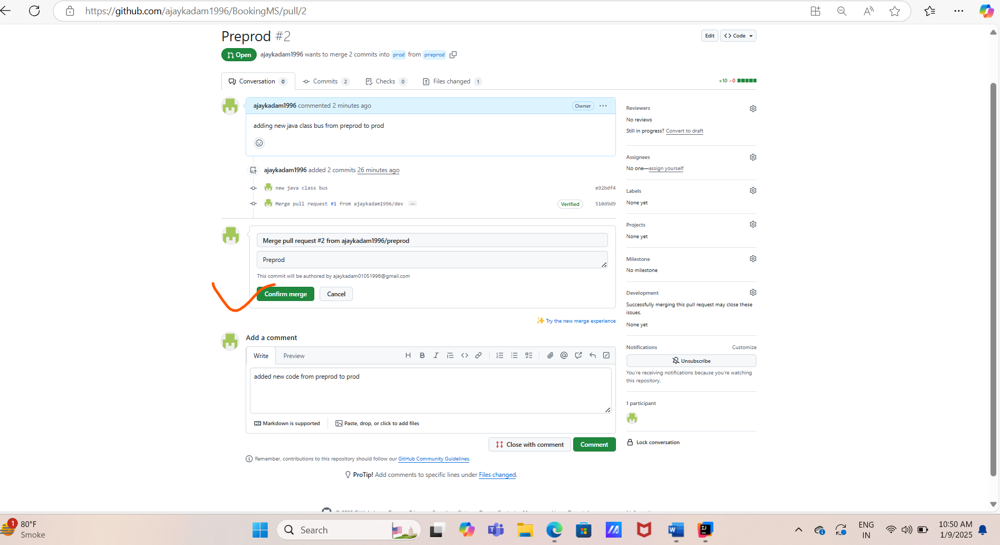 https://github.com/ajaykadam1996/BookingMS/pull/2
Preprod #2
Edit
Code
Open
ajaykadam1996 wants to merge 2 commits into prod from preprod
Conversation 0
Commits 2
Checks 0
Files changed 1
+10 −0
ajaykadam1996 commented 2 minutes ago
Owner
adding new java class bus from preprod to prod
ajaykadam1996 added 2 commits 26 minutes ago
new java class bus
e92bdf4
Merge pull request #1 from ajaykadam1996/dev ...
Verified
510d9d9
Merge pull request #2 from ajaykadam1996/preprod
Preprod
This commit will be authored by ajaykadam01051996@gmail.com
Confirm merge
Cancel
Try the new merge experience
Add a comment
Write
Preview
added new code from preprod to prod
Markdown is supported
Paste, drop, or click to add files
Close with comment
Comment
Remember, contributions to this repository should follow our GitHub Community Guidelines.
ProTip! Add comments to specific lines under Files changed.
Reviewers
No reviews
Still in progress? Convert to draft
Assignees
No one—assign yourself
Labels
None yet
Projects
None yet
Milestone
No milestone
Development
Successfully merging this pull request may close these
issues.
None yet
Notifications
Customize
Unsubscribe
You're receiving notifications because you're watching
this repository.
1 participant
Lock conversation
1
80°F
Smoke
Search
ENG
IN
10:50 AM
1/9/2025